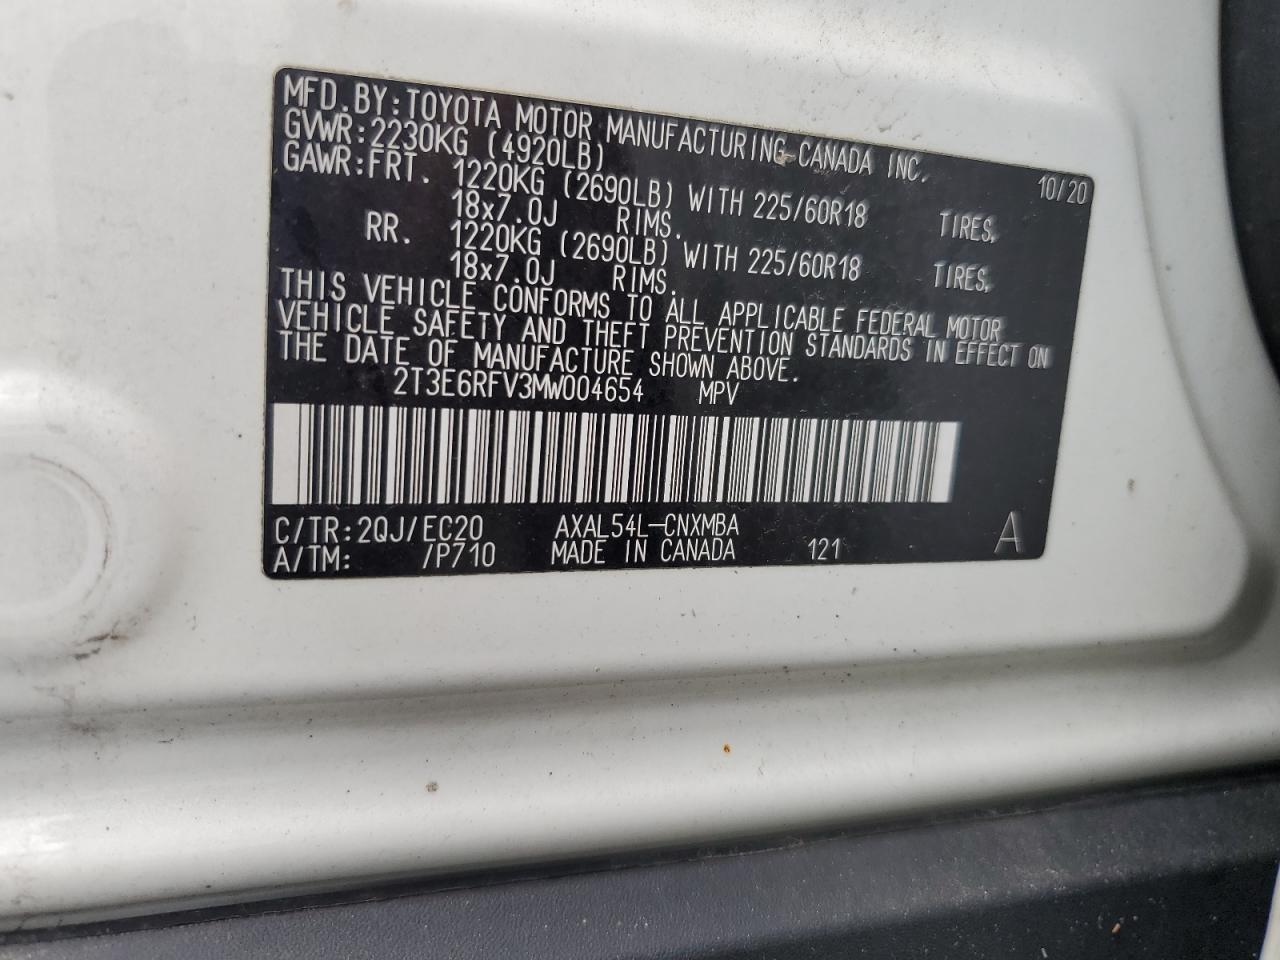 MFD.BY:TOYOTA MOTOR MANUFACTURING CANADA INC. 10/20
GVWR:2230KG (4920LB)
GAWR:FRT. 1220KG (2690LB) WITH 225/60R18 TIRES,
18x7.0J RIMS.
RR. 1220KG (2690LB) WITH 225/60R18 TIRES,
18x7.0J RIMS.
THIS VEHICLE CONFORMS TO ALL APPLICABLE FEDERAL MOTOR
VEHICLE SAFETY AND THEFT PREVENTION STANDARDS IN EFFECT ON
THE DATE OF MANUFACTURE SHOWN ABOVE.
2T3E6RFV3MW004654 MPV
C/TR:2QJ/EC20 AXAL54L-CNXMBA
A/TM: /P710 MADE IN CANADA 121 A